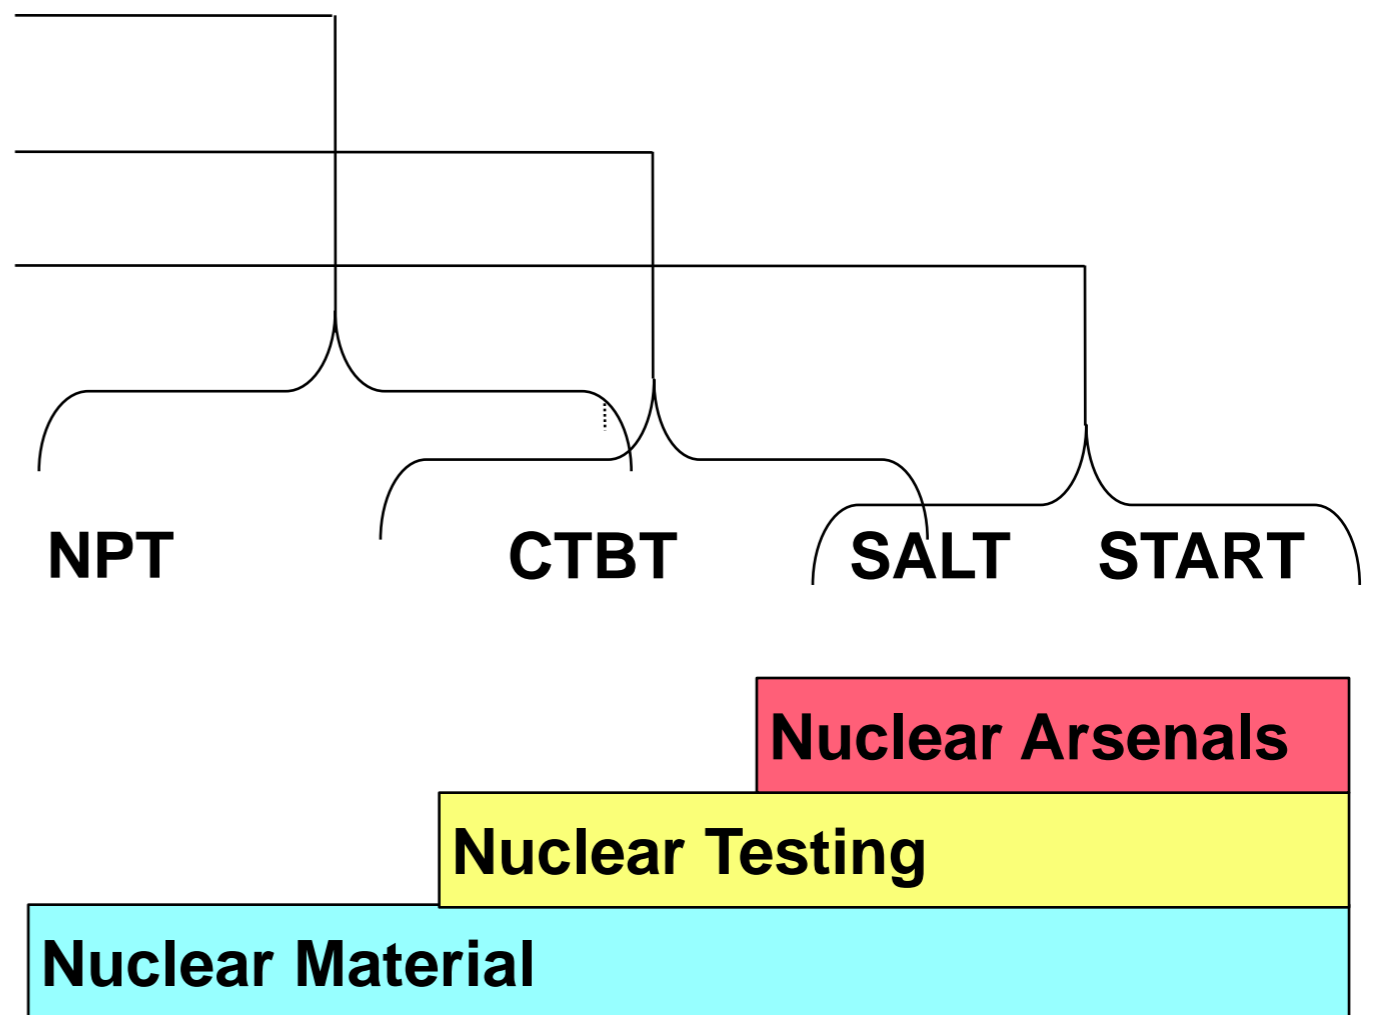 NPT CTBT SALT START
Nuclear Arsenals
Nuclear Testing
Nuclear Material